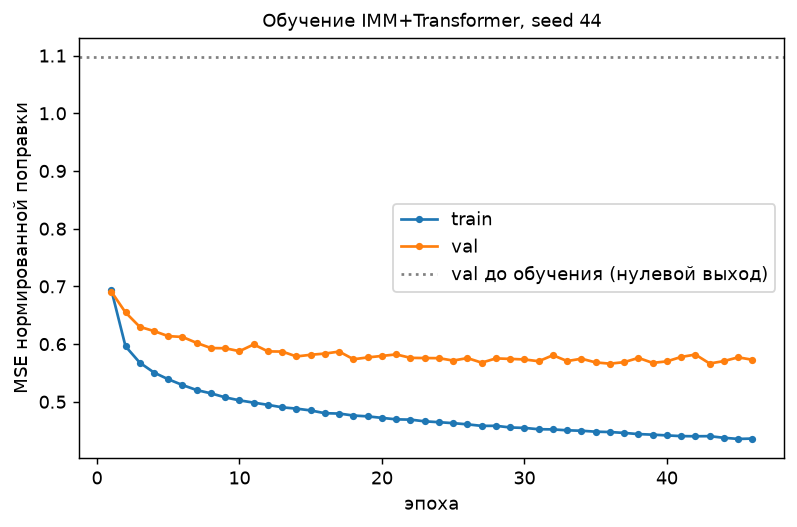 Обучение IMM+Transformer, seed 44
MSE нормированной поправки
1.1
1.0
0.9
0.8
0.7
0.6
0.5
train
val
val до обучения (нулевой выход)
0 10 20 30 40
эпоха